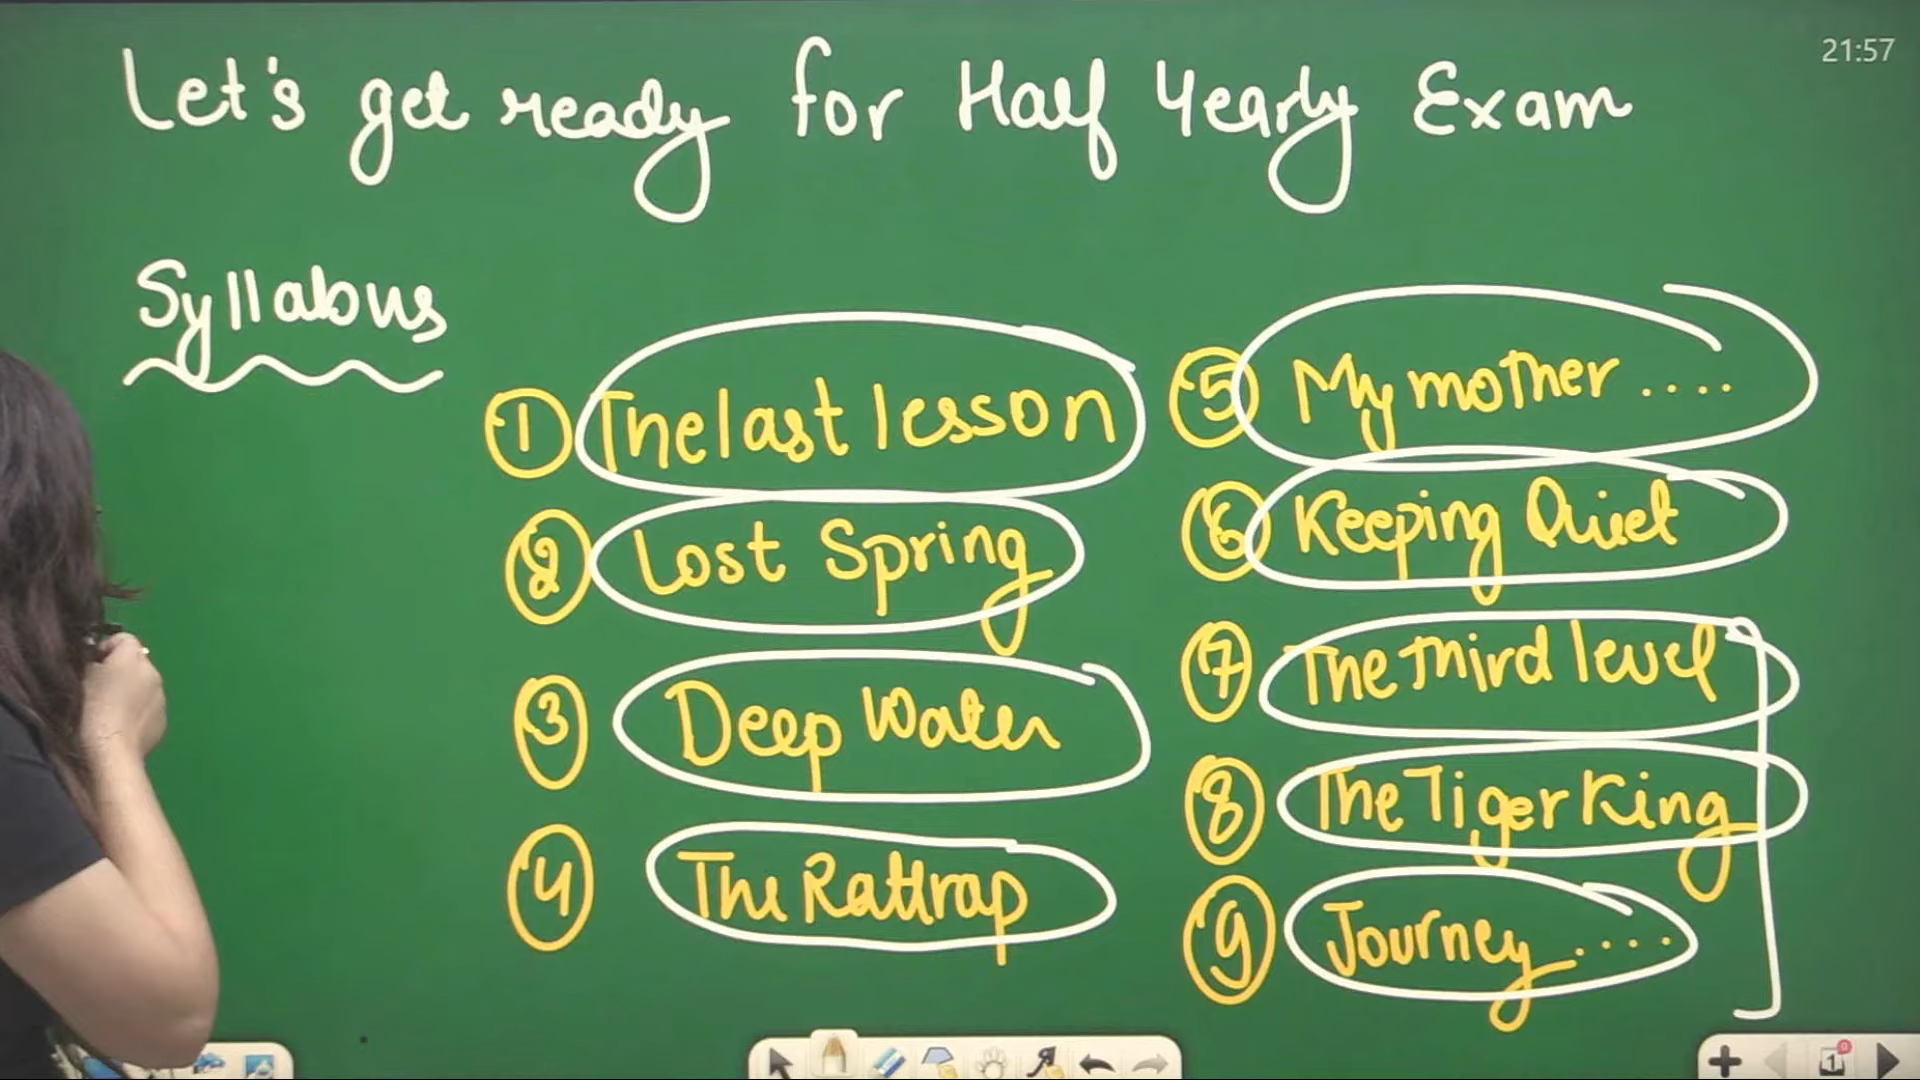 Let's get ready for Half Yearly Exam
21:57
Syllabus
① The last lesson
② Lost Spring
③ Deep Water
④ The Rattrap
⑤ My mother ....
⑥ Keeping Quiet
⑦ The third level
⑧ The Tiger King
⑨ Journey ....
1